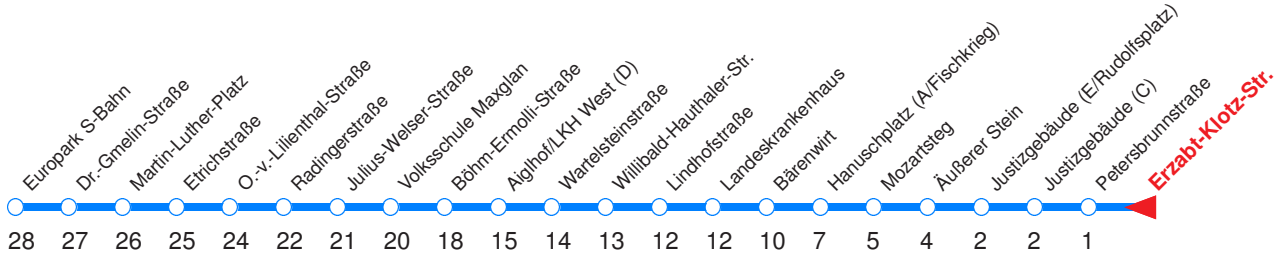 Europark S-Bahn
Dr.-Gmelin-Straße
Martin-Luther-Platz
Etrichstraße
O.-v.-Lilienthal-Straße
Radingerstraße
Julius-Welser-Straße
Volksschule Maxglan
Böhm-Ermolli-Straße
Aiglhof/LKH West (D)
Wartelsteinstraße
Willibald-Hauthaler-Str.
Lindhofstraße
Landeskrankenhaus
Bärenwirt
Hanuschplatz (A/Fischkrieg)
Mozartsteg
Äußerer Stein
Justizgebäude (E/Rudolfsplatz)
Justizgebäude (C)
Petersbrunnstraße
Erzabt-Klotz-Str.
28 27 26 25 24 22 21 20 18 15 14 13 12 12 10 7 5 4 2 2 1